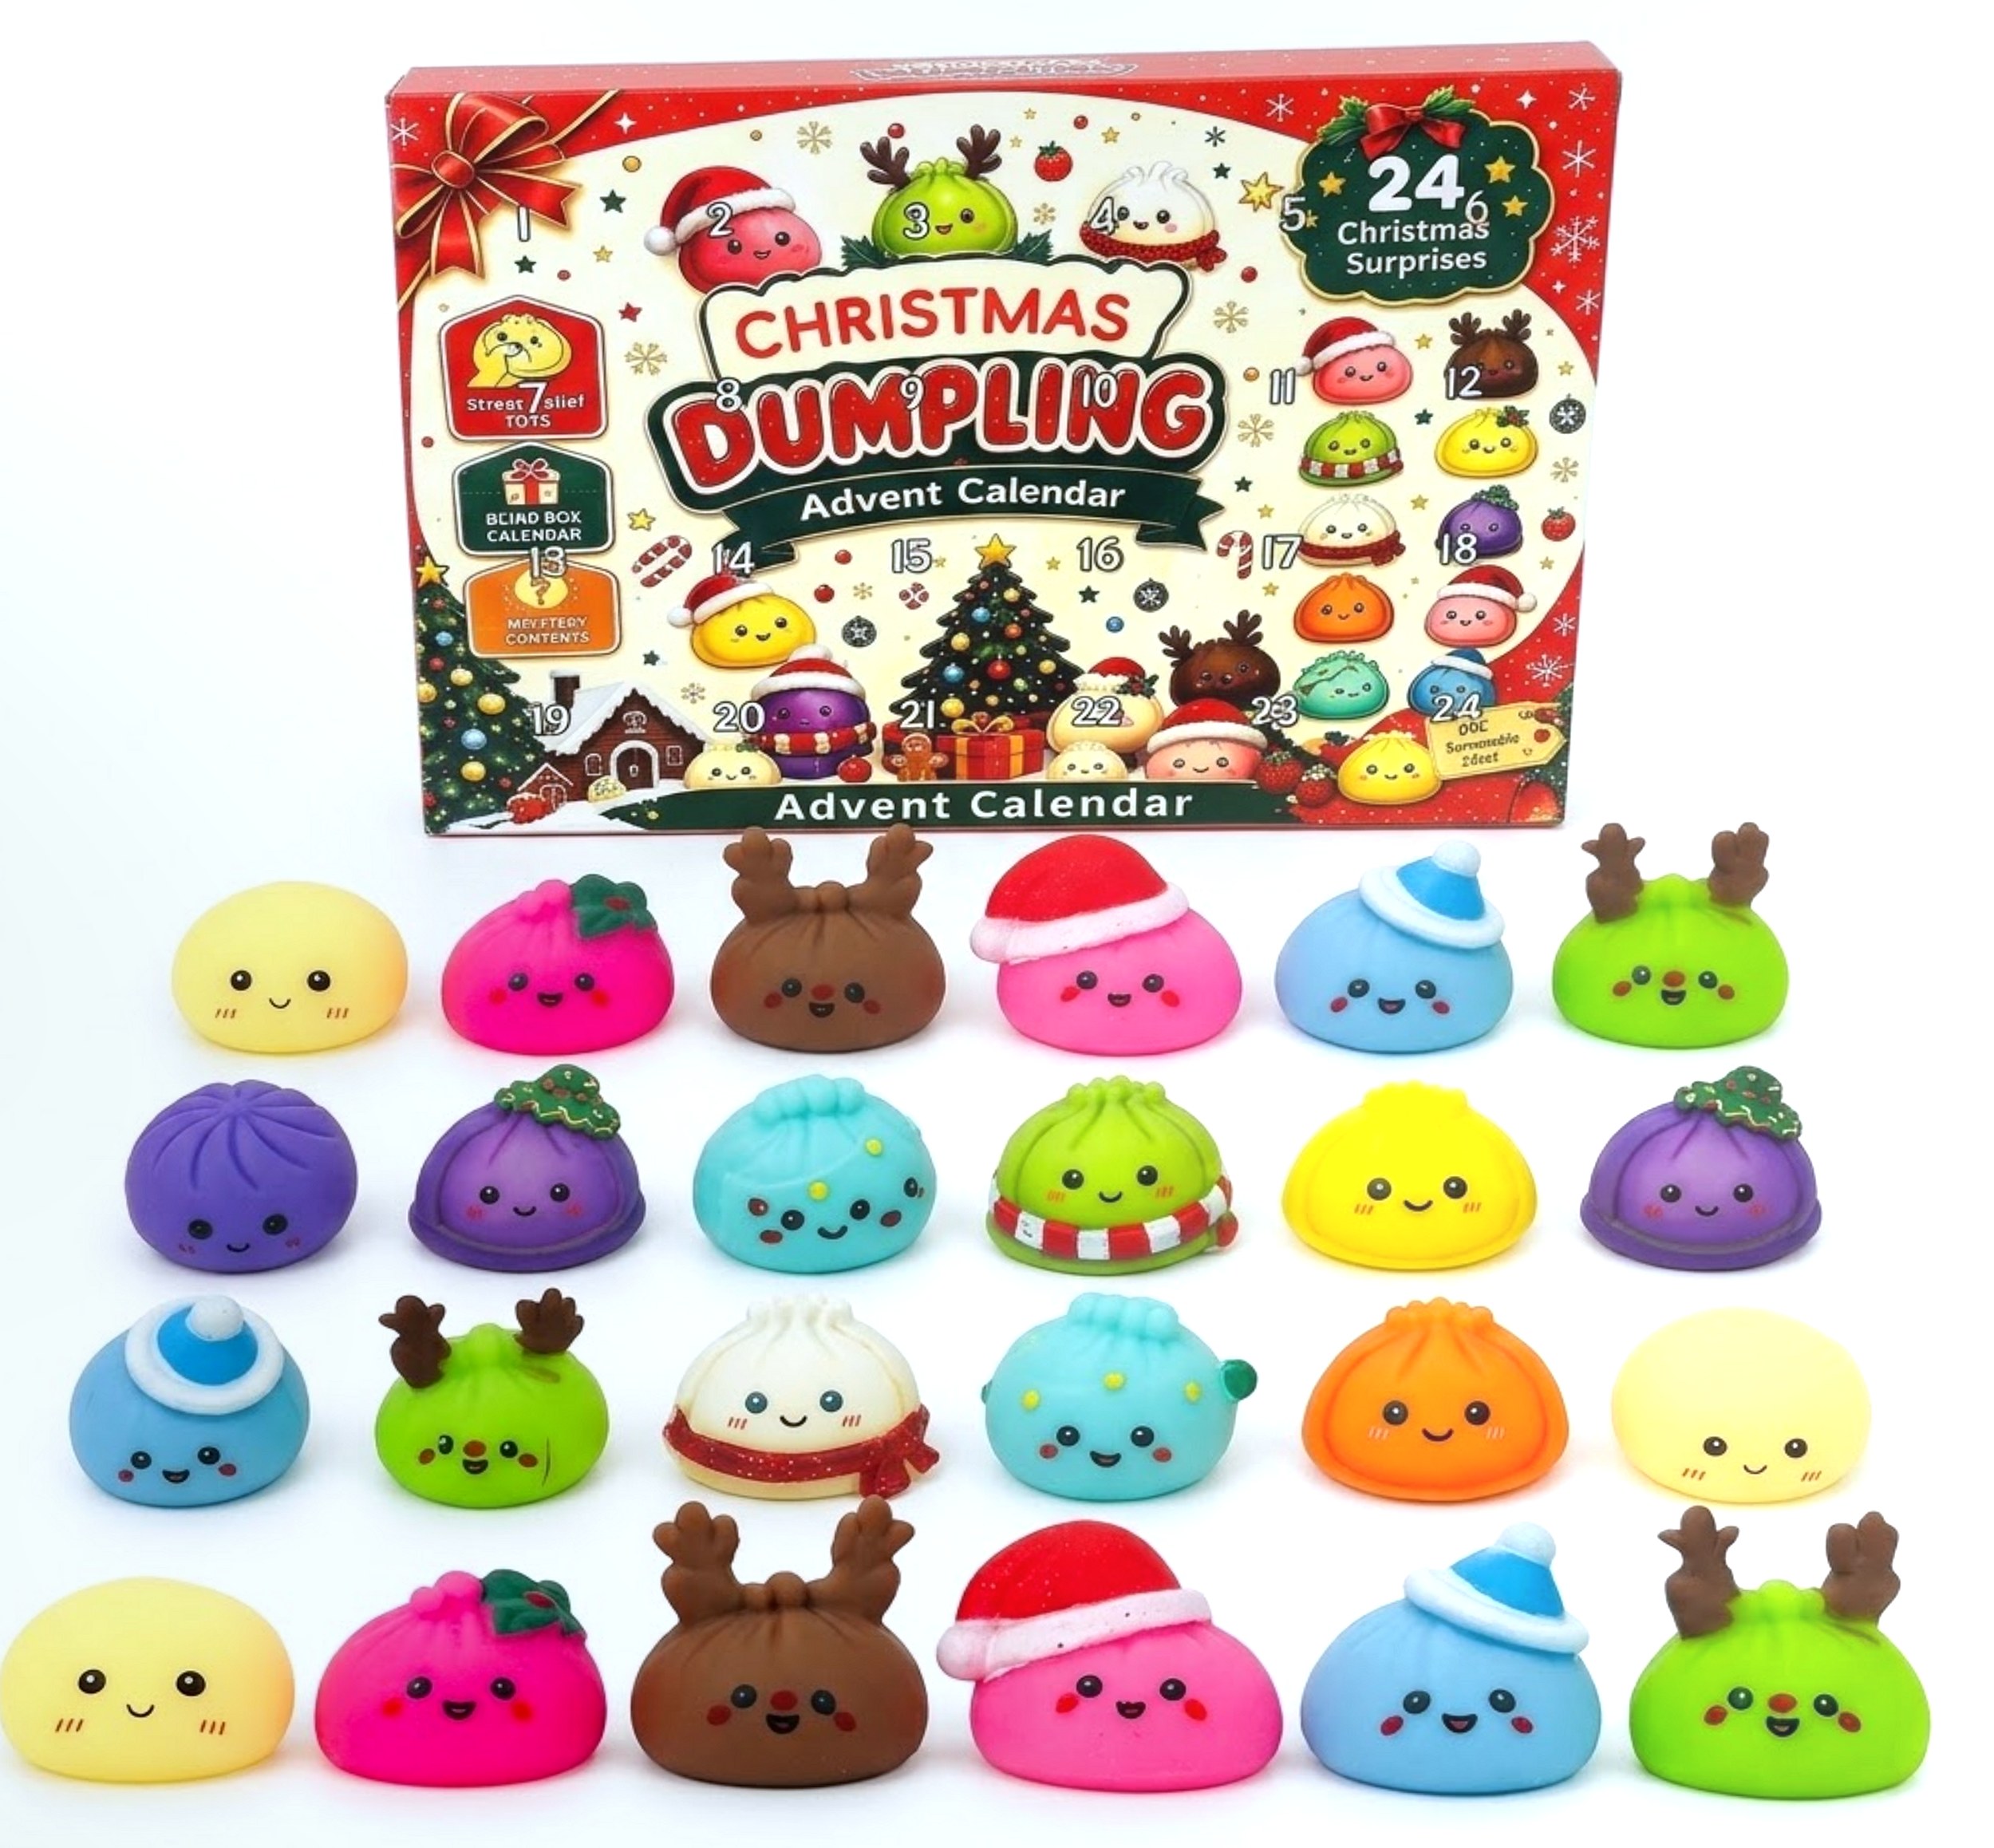 24
Christmas
Surprises
1
2
3
4
5
6
CHRISTMAS
DUMPLING
Advent Calendar
Strest 7 slief
TOTS
8
9
10
11
12
BLIAD BOX
CALENDAR
13
14
15
16
17
18
MEVFTERY
CONTENTS
19
20
21
22
23
24
Advent Calendar